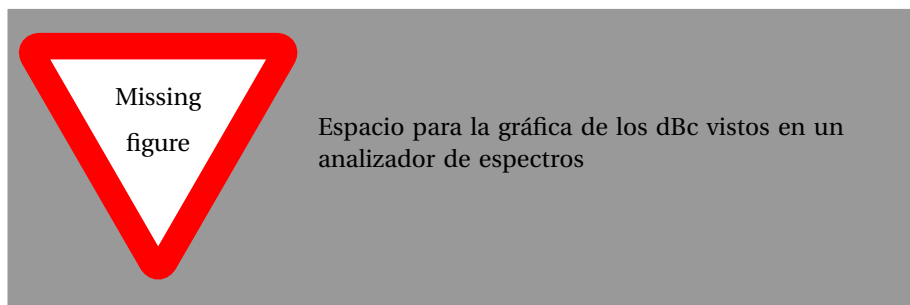 Missing
figure
Espacio para la gráfica de los dBc vistos en un
analizador de espectros